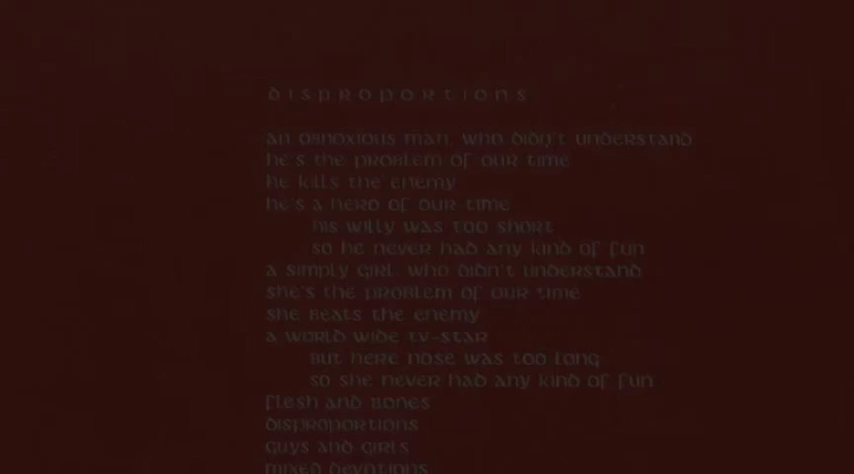 disproportions
an obnoxious man, who didn't understand
he's the problem of our time
he kills the enemy
he's a hero of our time
his willy was too short
so he never had any kind of fun
a simply girl, who didn't understand
she's the problem of our time
she beats the enemy
a world wide tv-star
but here nose was too long
so she never had any kind of fun
flesh and bones
disproportions
guys and girls
mixed devotions